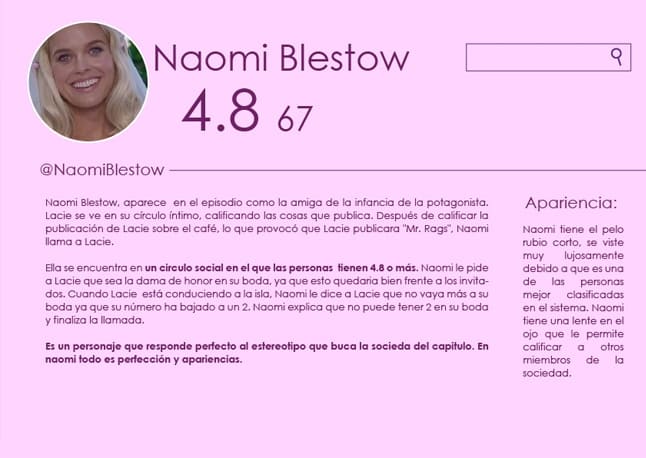 Naomi Blestow
4.8 67
@NaomiBlestow
Naomi Blestow, aparece en el episodio como la amiga de la infancia de la potagonista.
Lacie se ve en su círculo íntimo, calificando las cosas que publica. Después de calificar la
publicación de Lacie sobre el café, lo que provocó que Lacie publicara "Mr. Rags", Naomi
llama a Lacie.
Ella se encuentra en un circulo social en el que las personas tienen 4.8 o más. Naomi le pide
a Lacie que sea la dama de honor en su boda, ya que esto quedaria bien frente a los invita-
dos. Cuando Lacie está conduciendo a la isla, Naomi le dice a Lacie que no vaya más a su
boda ya que su número ha bajado a un 2. Naomi explica que no puede tener 2 en su boda
y finaliza la llamada.
Es un personaje que responde perfecto al estereotipo que buca la socieda del capitulo. En
naomi todo es perfección y apariencias.
Apariencia:
Naomi tiene el pelo
rubio corto, se viste
muy lujosamente
debido a que es una
de las personas
mejor clasificadas
en el sistema. Naomi
tiene una lente en el
ojo que le permite
calificar a otros
miembros de la
sociedad.